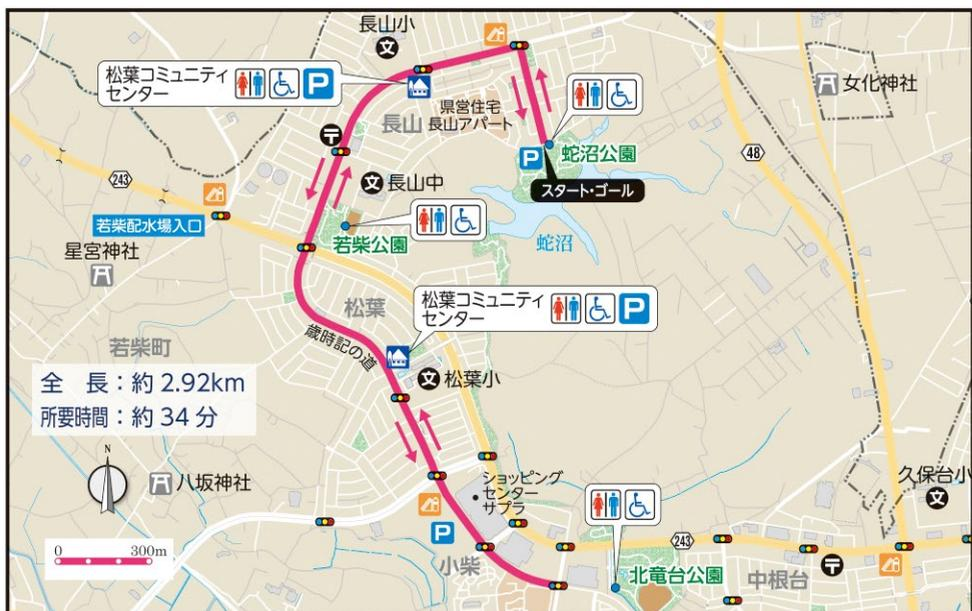 長山小
松葉コミュニティ
センター
P
文
長山
県営住宅
長山アパート
P
蛇沼公園
スタート・ゴール
女化神社
48
〒
文
長山中
243
若柴配水場入口
若柴公園
蛇沼
星宮神社
松葉
松葉コミュニティ
センター
P
歳時記の道
若柴町
全 長:約 2.92km
所要時間:約 34 分
文
松葉小
N
八坂神社
ショッピング
センター
サプラ
久保台小
文
P
0 300m
小柴
243
北竜台公園
中根台
〒